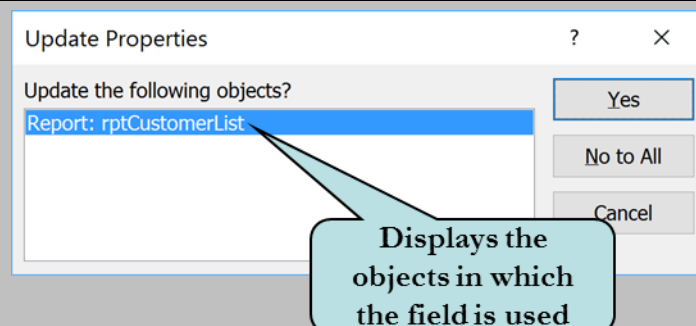 Update Properties ? ×
Update the following objects?
Report: rptCustomerList
Yes
No to All
Cancel
Displays the
objects in which
the field is used